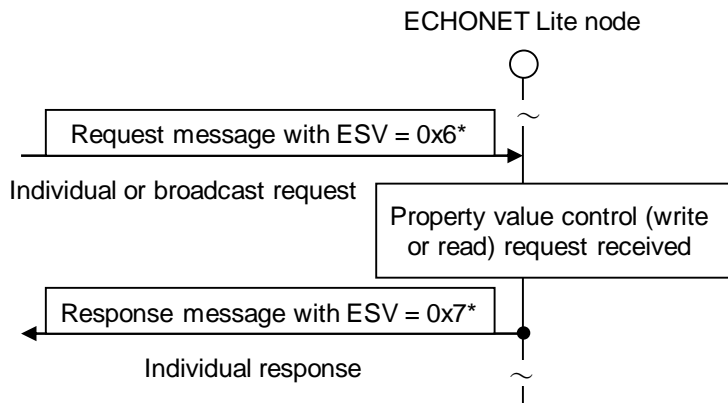 ECHONET Lite node
~
Request message with ESV = 0x6*
Individual or broadcast request
Property value control (write
or read) request received
Response message with ESV = 0x7*
Individual response
~